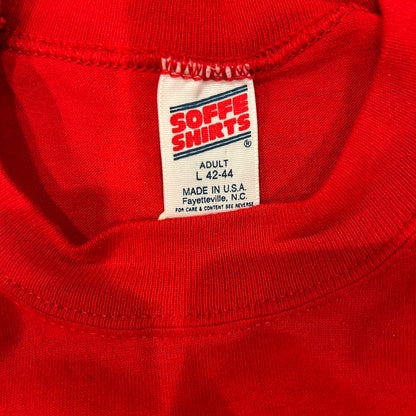 SOFFE
SHIRTS®
ADULT
L 42-44
MADE IN U.S.A.
Fayetteville, N.C.
FOR CARE & CONTENT SEE REVERSE